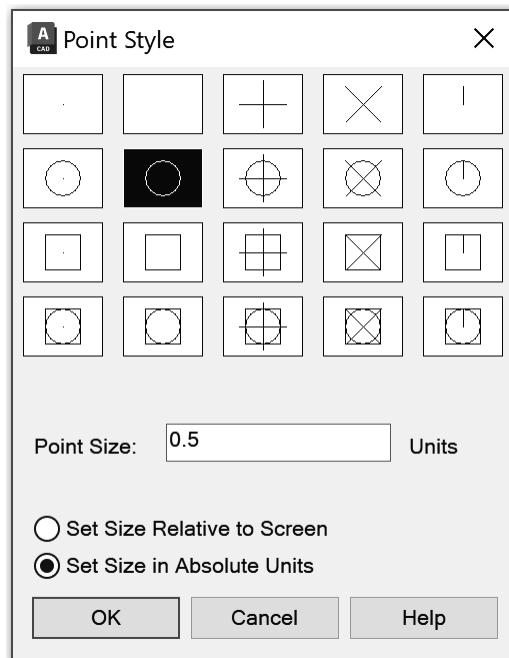 A
CAD
Point Style
Point Size:
0.5
Units
Set Size Relative to Screen
Set Size in Absolute Units
OK
Cancel
Help